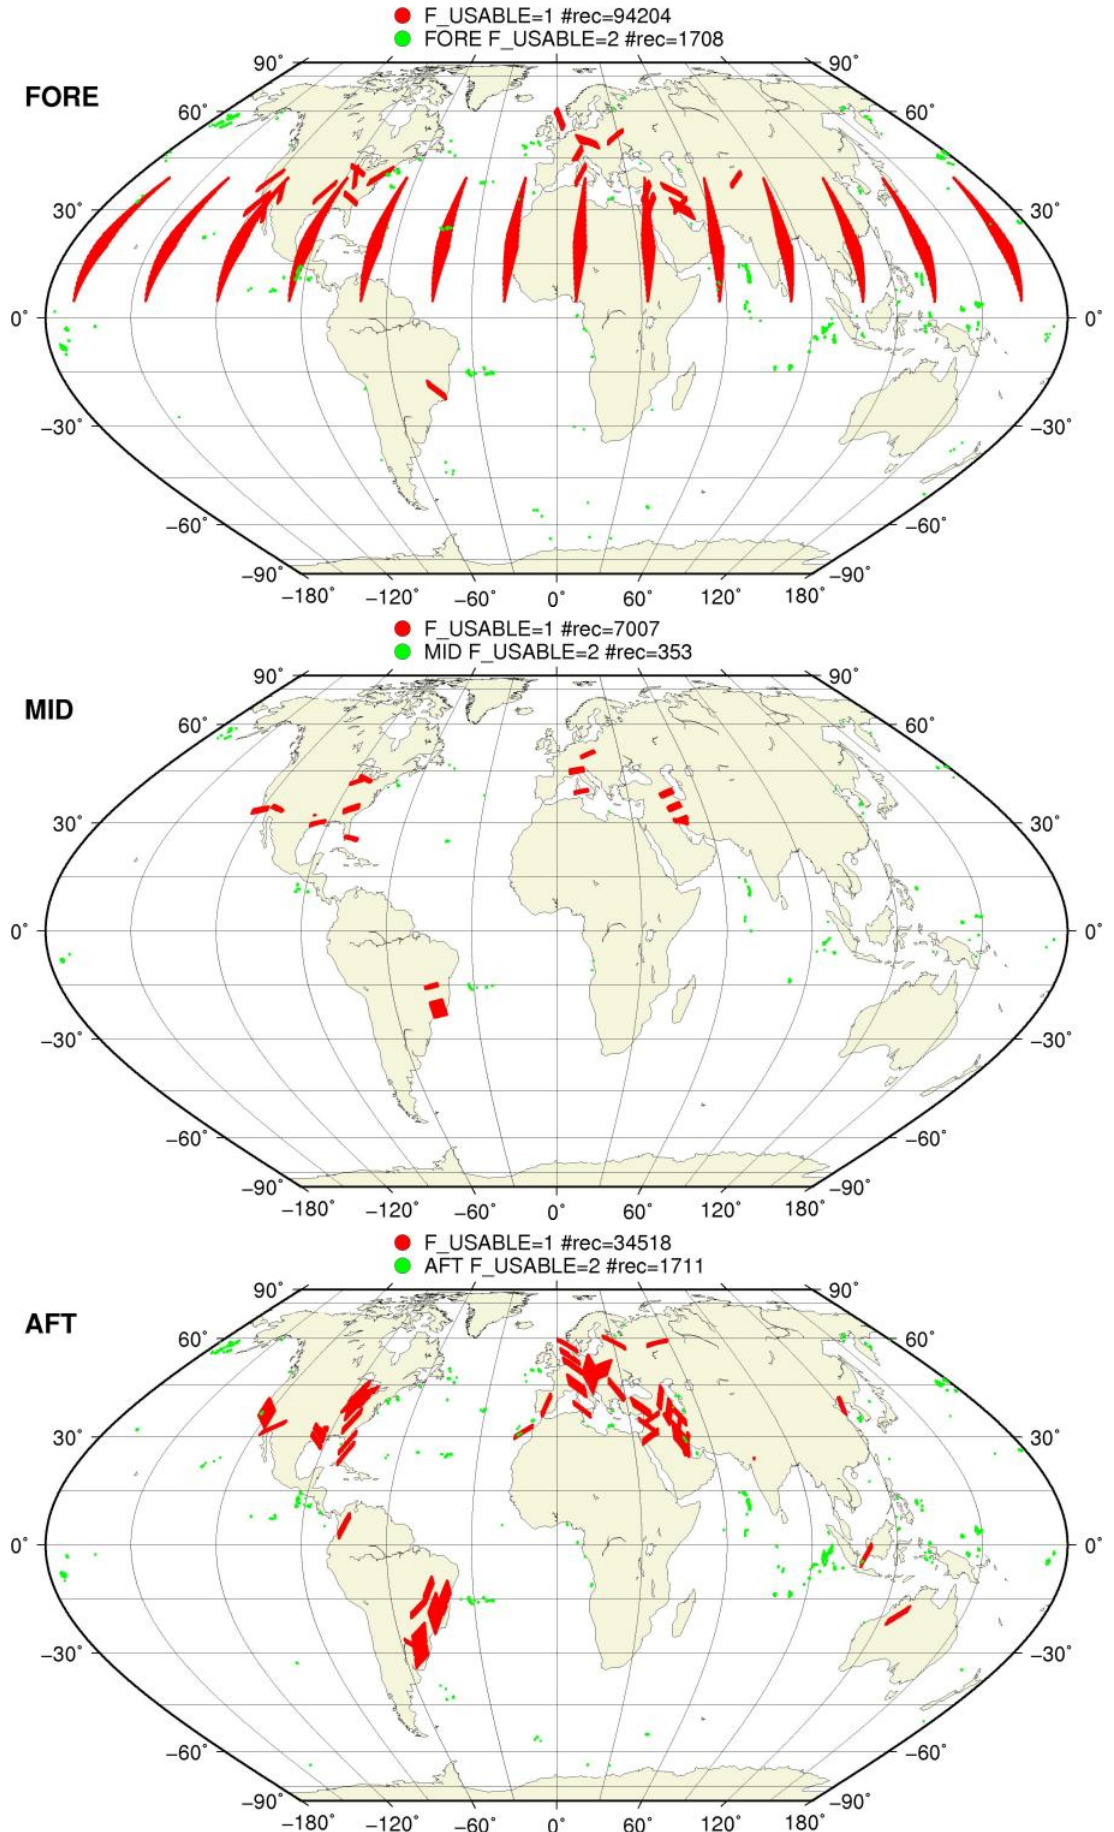 F_USABLE=1 #rec=94204
FORE F_USABLE=2 #rec=1708
FORE
90˚ 90˚
60˚ 60˚
30˚ 30˚
0˚ 0˚
−30˚ −30˚
−60˚ −60˚
−90˚ −90˚
−180˚ −120˚ −60˚ 0˚ 60˚ 120˚ 180˚
F_USABLE=1 #rec=7007
MID F_USABLE=2 #rec=353
MID
90˚ 90˚
60˚ 60˚
30˚ 30˚
0˚ 0˚
−30˚ −30˚
−60˚ −60˚
−90˚ −90˚
−180˚ −120˚ −60˚ 0˚ 60˚ 120˚ 180˚
F_USABLE=1 #rec=34518
AFT F_USABLE=2 #rec=1711
AFT
90˚ 90˚
60˚ 60˚
30˚ 30˚
0˚ 0˚
−30˚ −30˚
−60˚ −60˚
−90˚ −90˚
−180˚ −120˚ −60˚ 0˚ 60˚ 120˚ 180˚